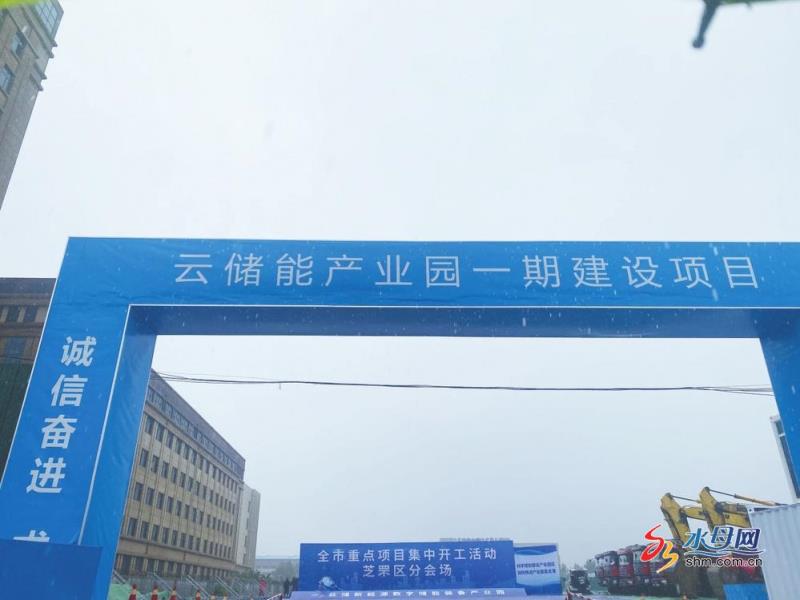 云储能产业园一期建设项目
诚信奋进
全市重点项目集中开工活动
芝罘区分会场
水母网
shm.com.cn